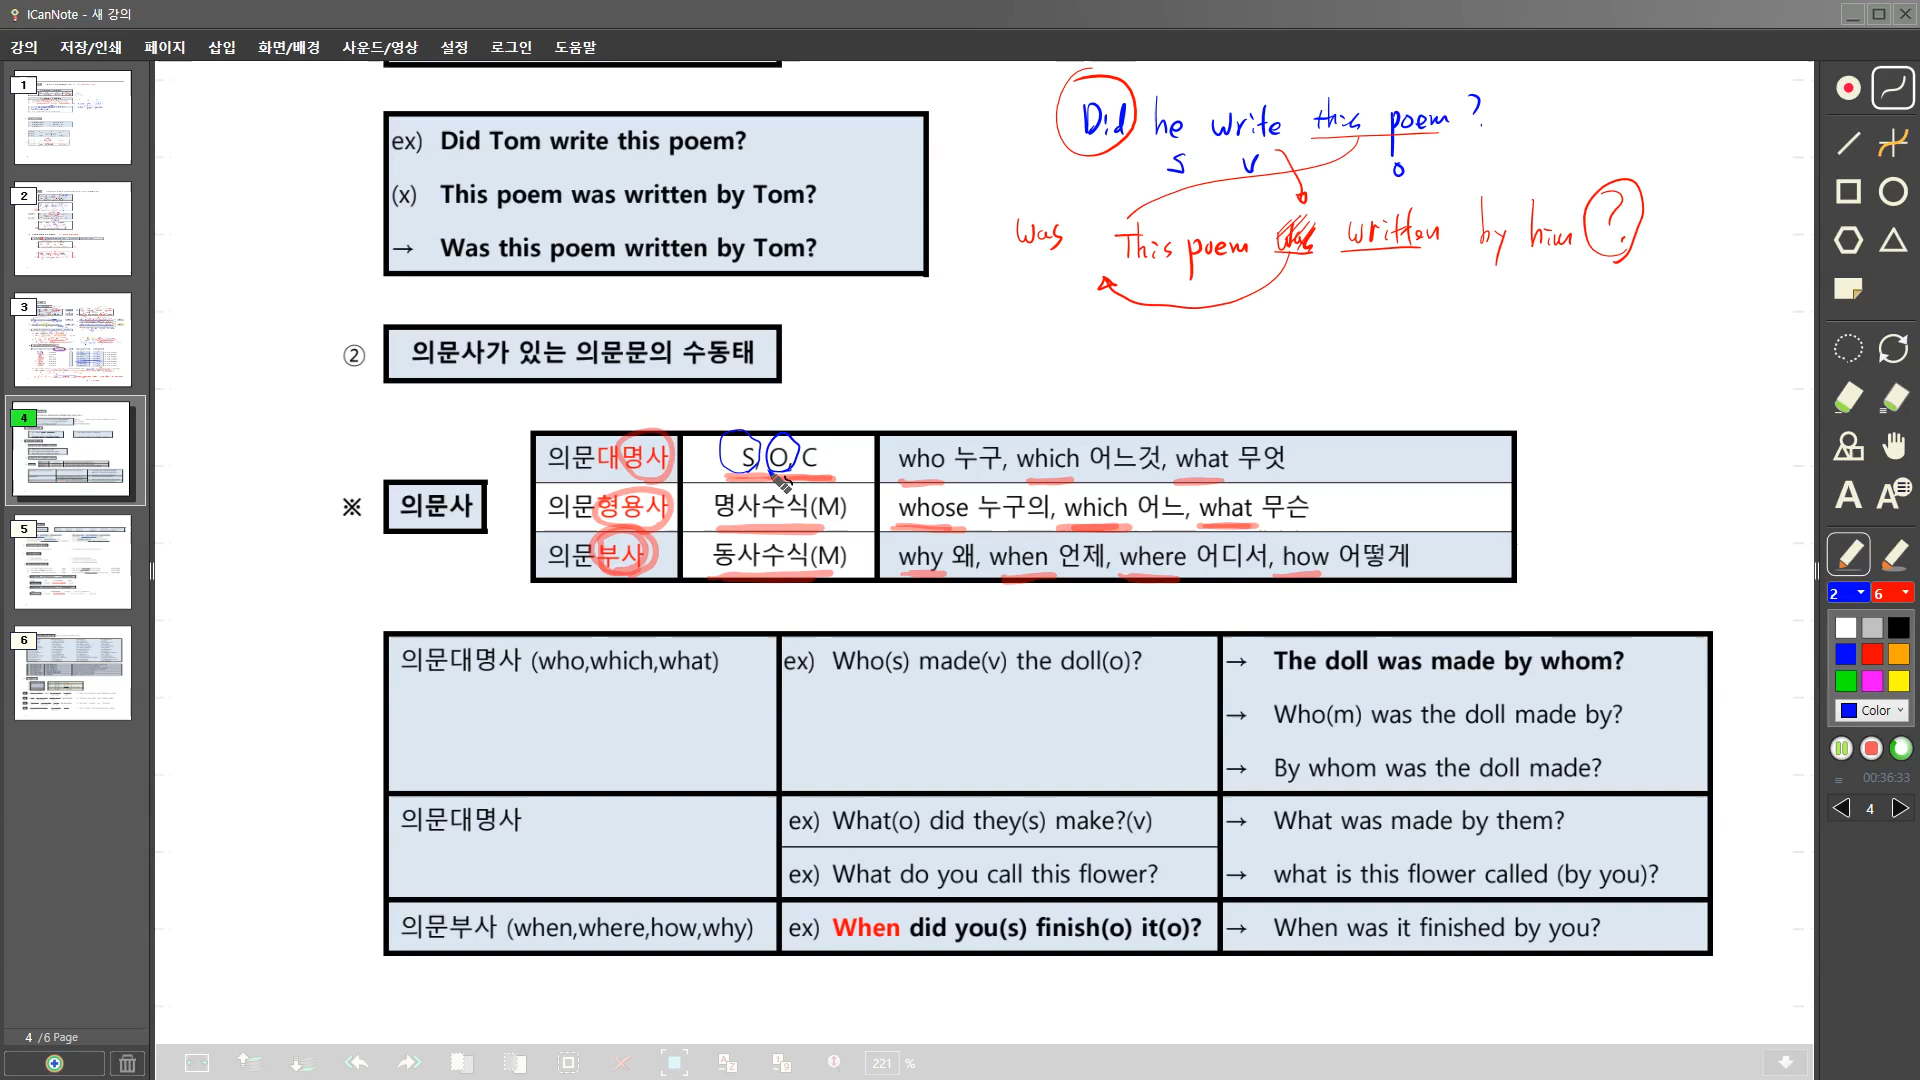 ICanNote - 새 강의
강의 저장/인쇄 페이지 삽입 화면/배경 사운드/영상 설정 로그인 도움말
1
2
3
4
5
6
ex) Did Tom write this poem?
(x) This poem was written by Tom?
→ Was this poem written by Tom?
Did he write this poem ?
S V O
was This poem written by him ?
② 의문사가 있는 의문문의 수동태
※ 의문사
의문대명사 S, O, C who 누구, which 어느것, what 무엇
의문형용사 명사수식(M) whose 누구의, which 어느, what 무슨
의문부사 동사수식(M) why 왜, when 언제, where 어디서, how 어떻게
의문대명사 (who,which,what) ex) Who(s) made(v) the doll(o)? → The doll was made by whom?
→ Who(m) was the doll made by?
→ By whom was the doll made?
의문대명사 ex) What(o) did they(s) make?(v) → What was made by them?
ex) What do you call this flower? → what is this flower called (by you)?
의문부사 (when,where,how,why) ex) When did you(s) finish(o) it(o)? → When was it finished by you?
2 6
Color
00:36:33
4
4 /6 Page
221 %